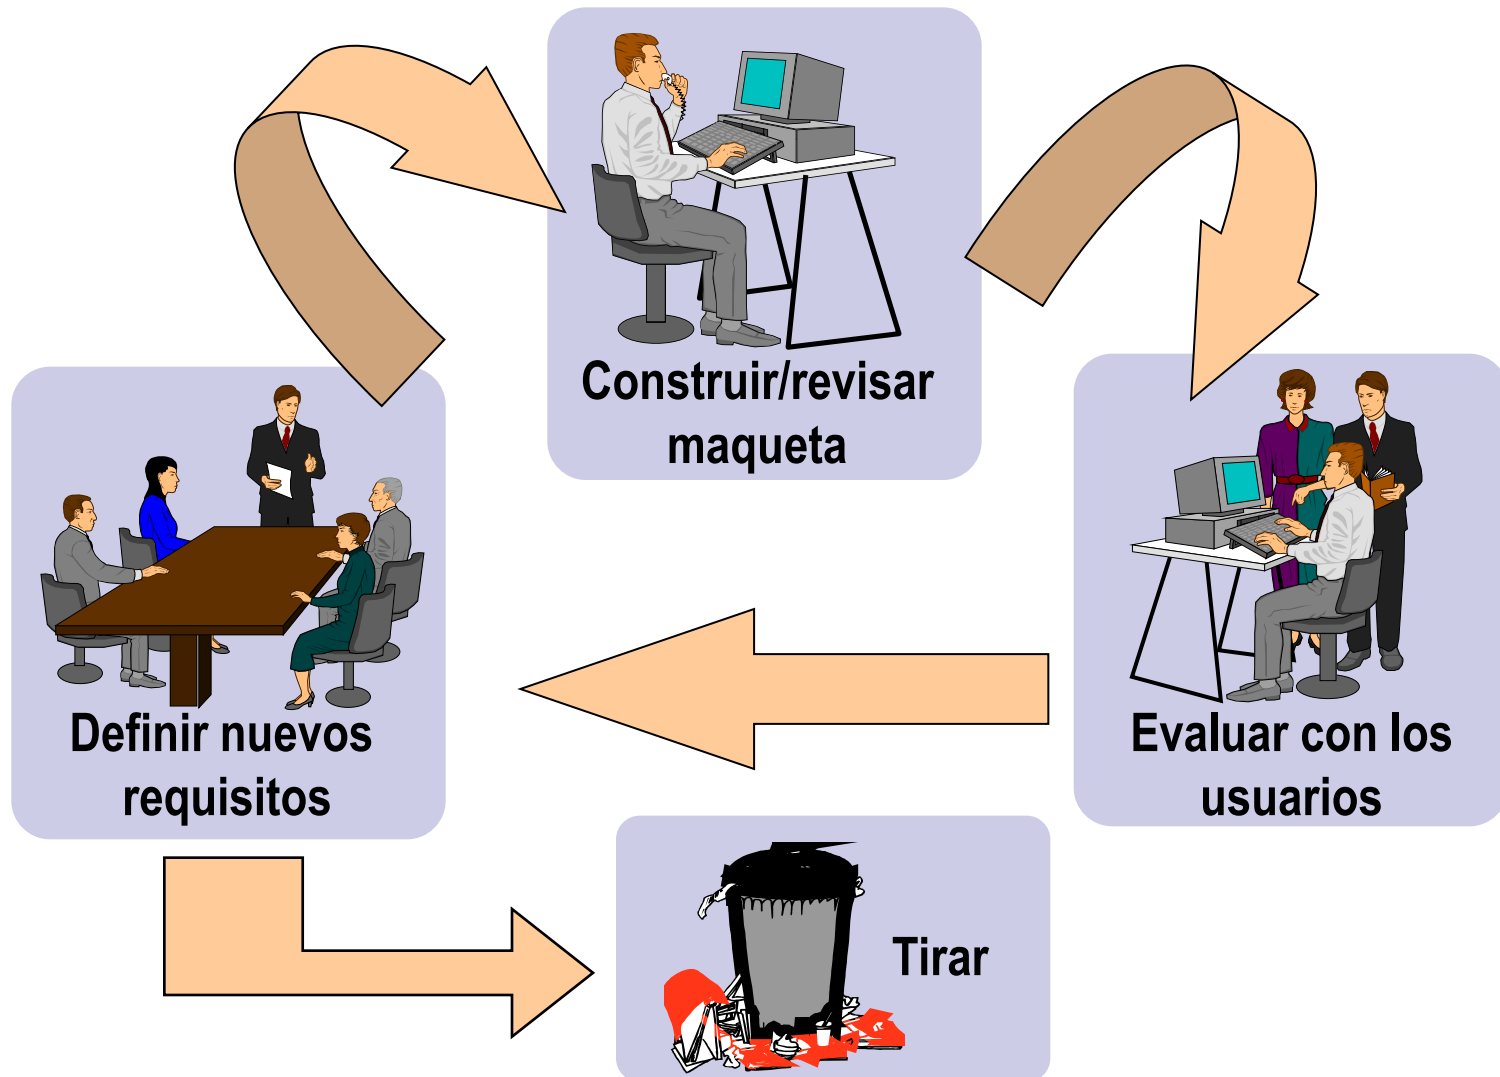 Construir/revisar
maqueta
Definir nuevos
requisitos
Evaluar con los
usuarios
Tirar